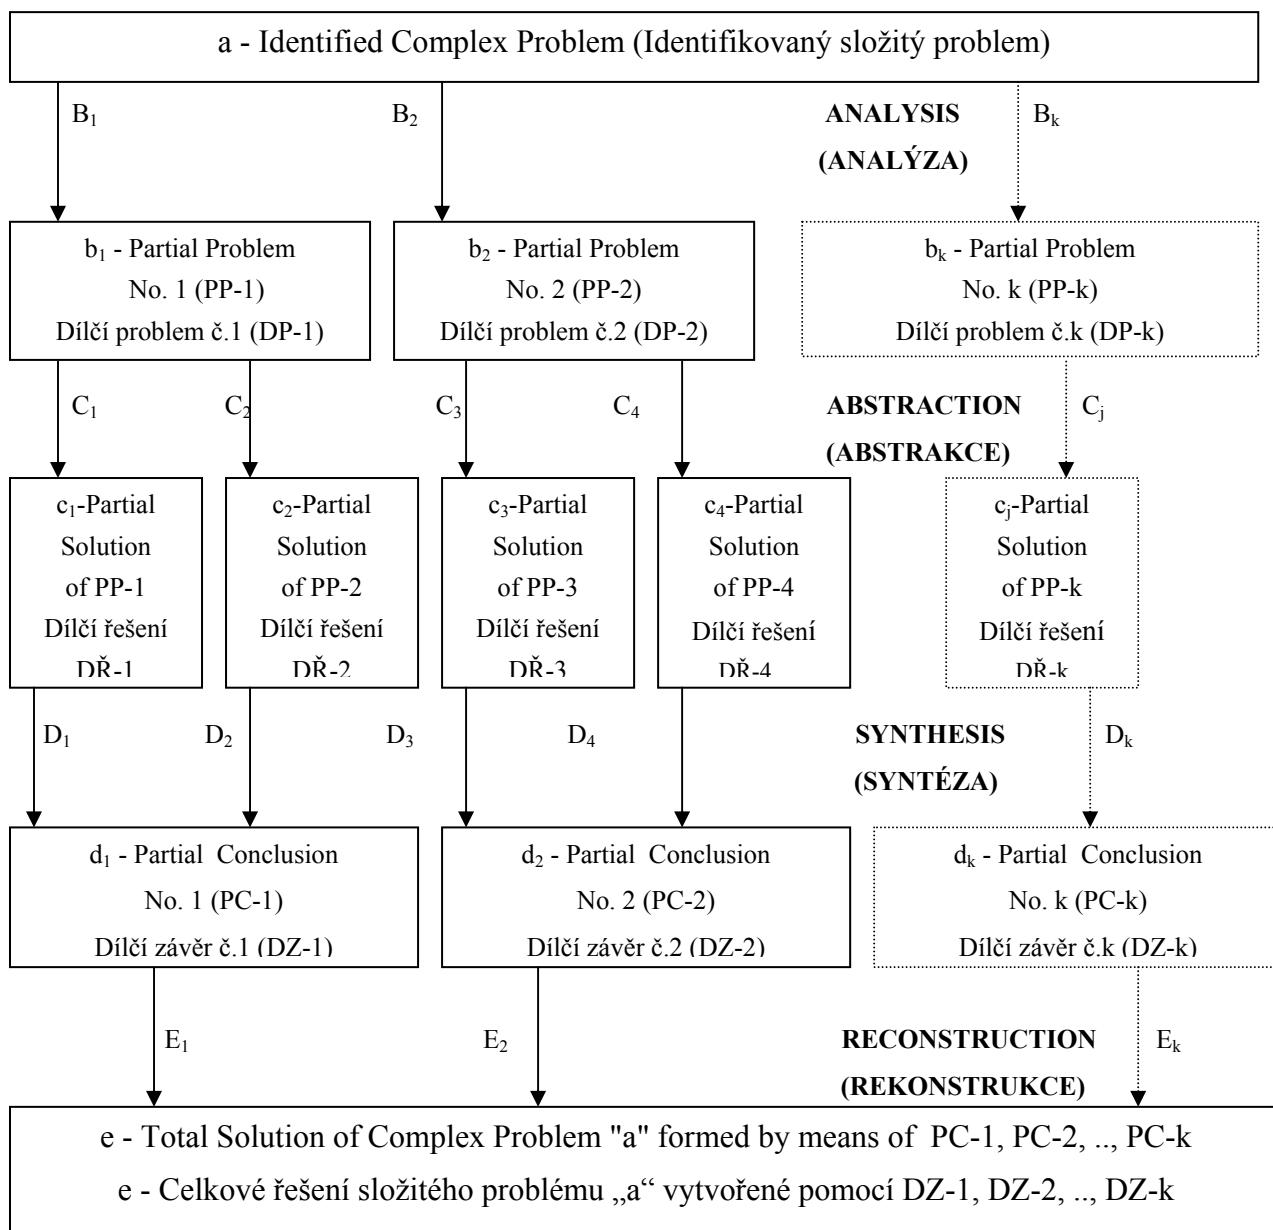 a - Identified Complex Problem (Identifikovaný složitý problem)
B₁ B₂ ANALYSIS Bₖ
(ANALÝZA)
b₁ - Partial Problem
No. 1 (PP-1)
Dílčí problem č.1 (DP-1)
b₂ - Partial Problem
No. 2 (PP-2)
Dílčí problem č.2 (DP-2)
bₖ - Partial Problem
No. k (PP-k)
Dílčí problem č.k (DP-k)
C₁ C₂ C₃ C₄ ABSTRACTION Cⱼ
(ABSTRAKCE)
c₁-Partial
Solution
of PP-1
Dílčí řešení
DŘ-1
c₂-Partial
Solution
of PP-2
Dílčí řešení
DŘ-2
c₃-Partial
Solution
of PP-3
Dílčí řešení
DŘ-3
c₄-Partial
Solution
of PP-4
Dílčí řešení
DŘ-4
cⱼ-Partial
Solution
of PP-k
Dílčí řešení
DŘ-k
D₁ D₂ D₃ D₄ SYNTHESIS Dₖ
(SYNTÉZA)
d₁ - Partial Conclusion
No. 1 (PC-1)
Dílčí závěr č.1 (DZ-1)
d₂ - Partial Conclusion
No. 2 (PC-2)
Dílčí závěr č.2 (DZ-2)
dₖ - Partial Conclusion
No. k (PC-k)
Dílčí závěr č.k (DZ-k)
E₁ E₂ RECONSTRUCTION Eₖ
(REKONSTRUKCE)
e - Total Solution of Complex Problem "a" formed by means of PC-1, PC-2, .., PC-k
e - Celkové řešení složitého problému „a“ vytvořené pomocí DZ-1, DZ-2, .., DZ-k